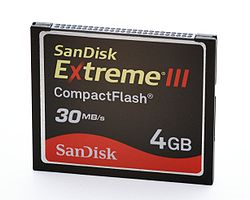 SanDisk
Extreme® III
CompactFlash®
30MB/s
4GB
SanDisk